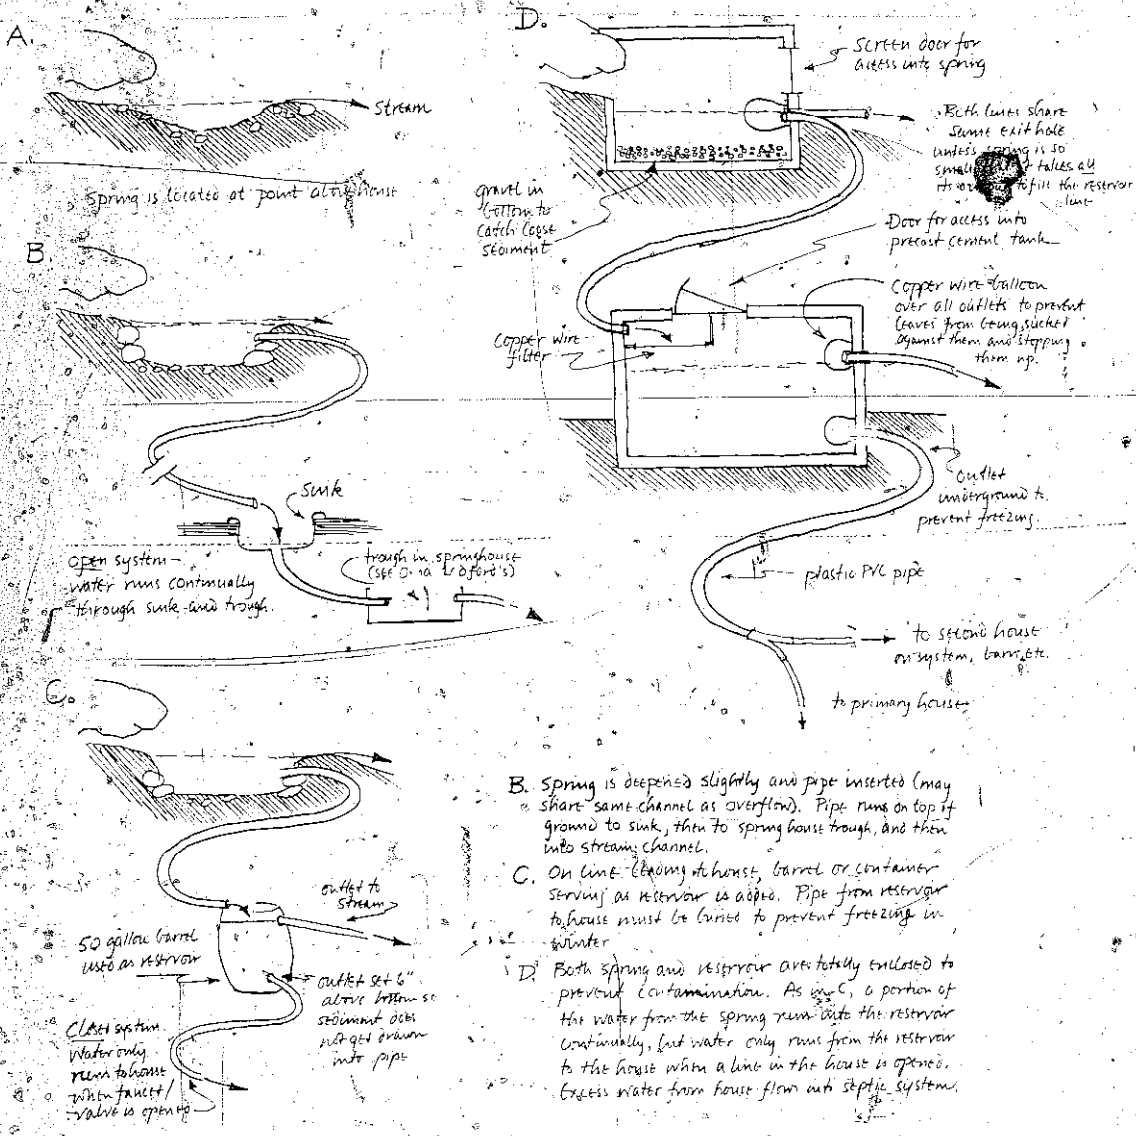 A.
Stream
Spring is located at point above house
B
Sink
open system —
water runs continually
through sink and trough.
trough in springhouse
C.
outlet to
stream
50 gallon barrel
used as reservoir
outlet set 6"
above bottom so
sediment does
not get drawn
into pipe
Closed system
Water only
runs to house
when faucet/
valve is opened
D.
Screen door for
access into spring
Both lines share
same exit hole
unless spring is so
small takes all
to fill the reservoir
line
gravel in
bottom to
catch loose
sediment
Door for access into
precast cement tank
Copper wire balloon
over all outlets to prevent
leaves from being sucked
against them and stopping
them up.
Copper wire
filter
outlet
underground to
prevent freezing.
plastic PVC pipe
to second house
on system, barn, etc.
to primary house
B. Spring is deepened slightly and pipe inserted (may
share same channel as overflow). Pipe runs on top of
ground to sink, then to spring house trough, and then
into stream channel.
C. On line leading to house, barrel or container
serving as reservoir is added. Pipe from reservoir
to house must be buried to prevent freezing in
winter
D. Both spring and reservoir are totally enclosed to
prevent contamination. As in C, a portion of
the water from the spring runs into the reservoir
continually, but water only runs from the reservoir
to the house when a line in the house is opened.
Excess water from house flows into septic system.